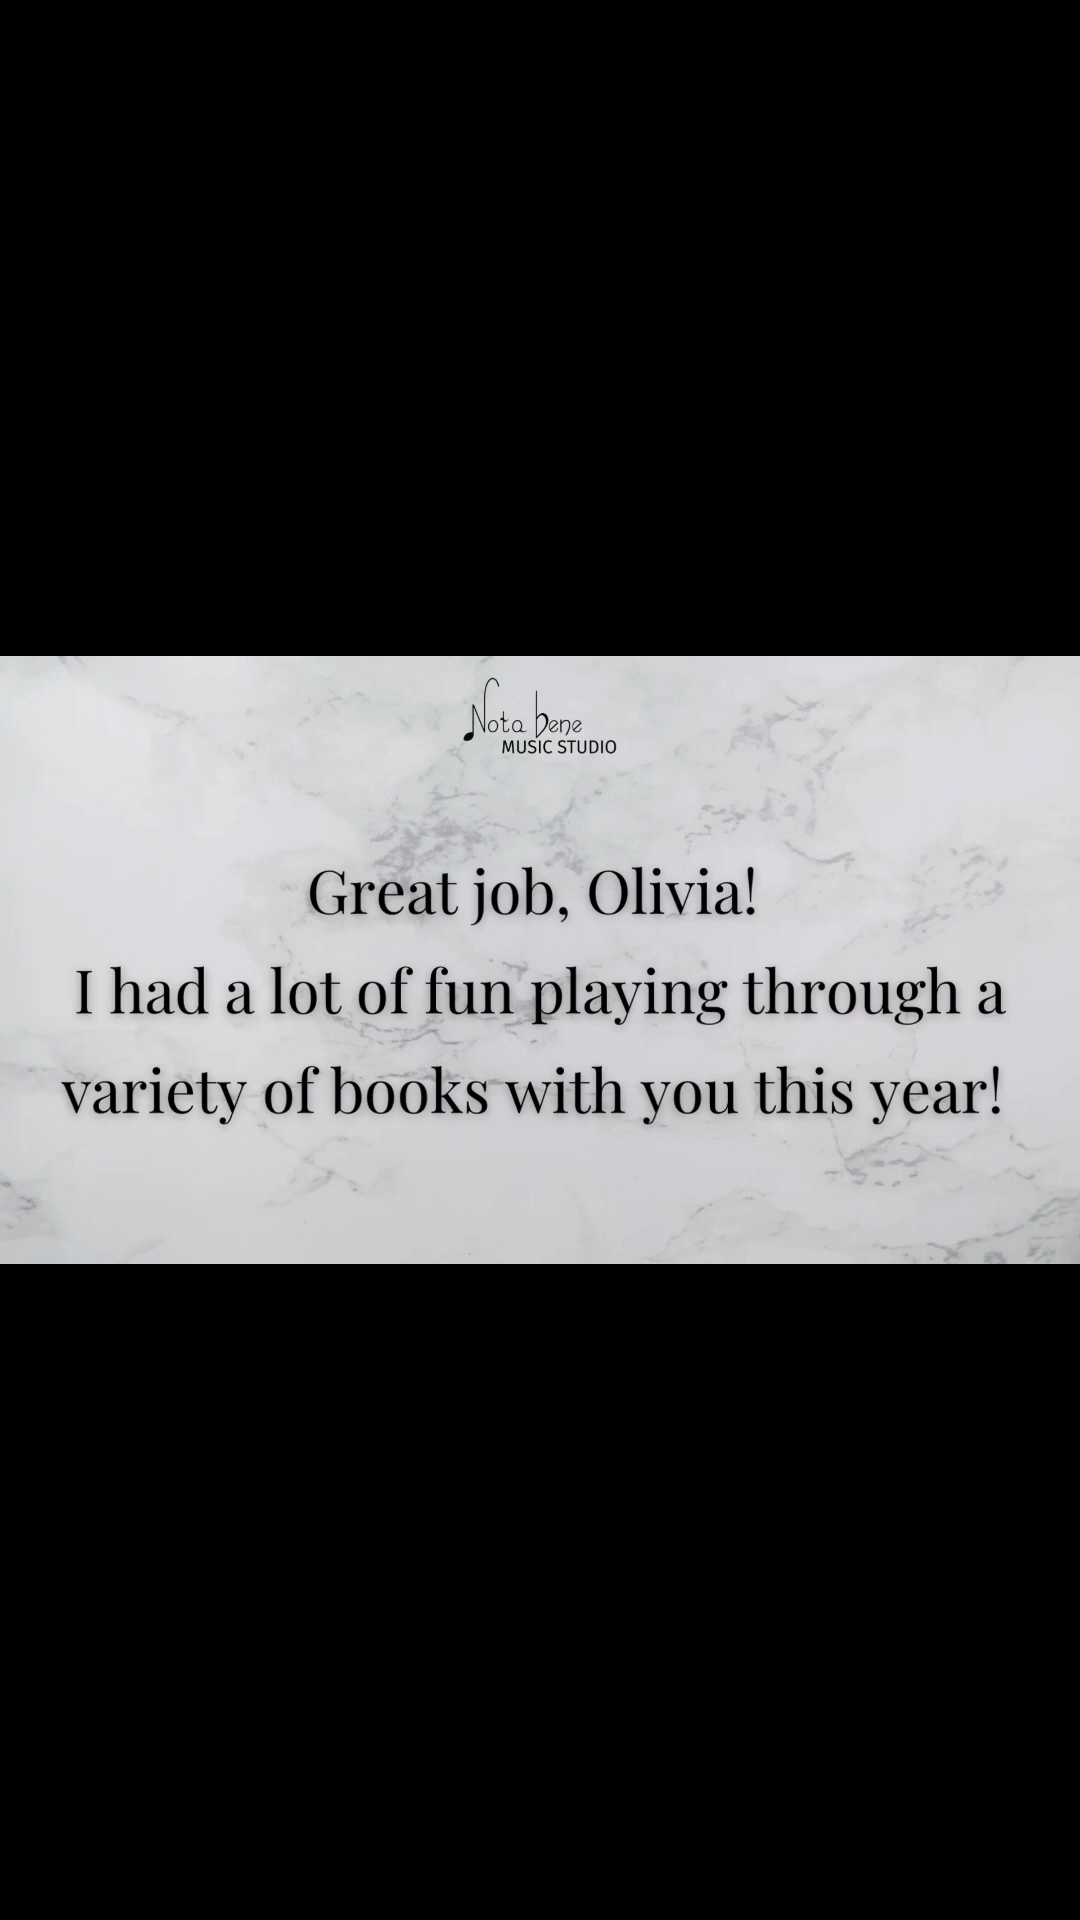 Nota bene
MUSIC STUDIO
Great job, Olivia!
I had a lot of fun playing through a
variety of books with you this year!